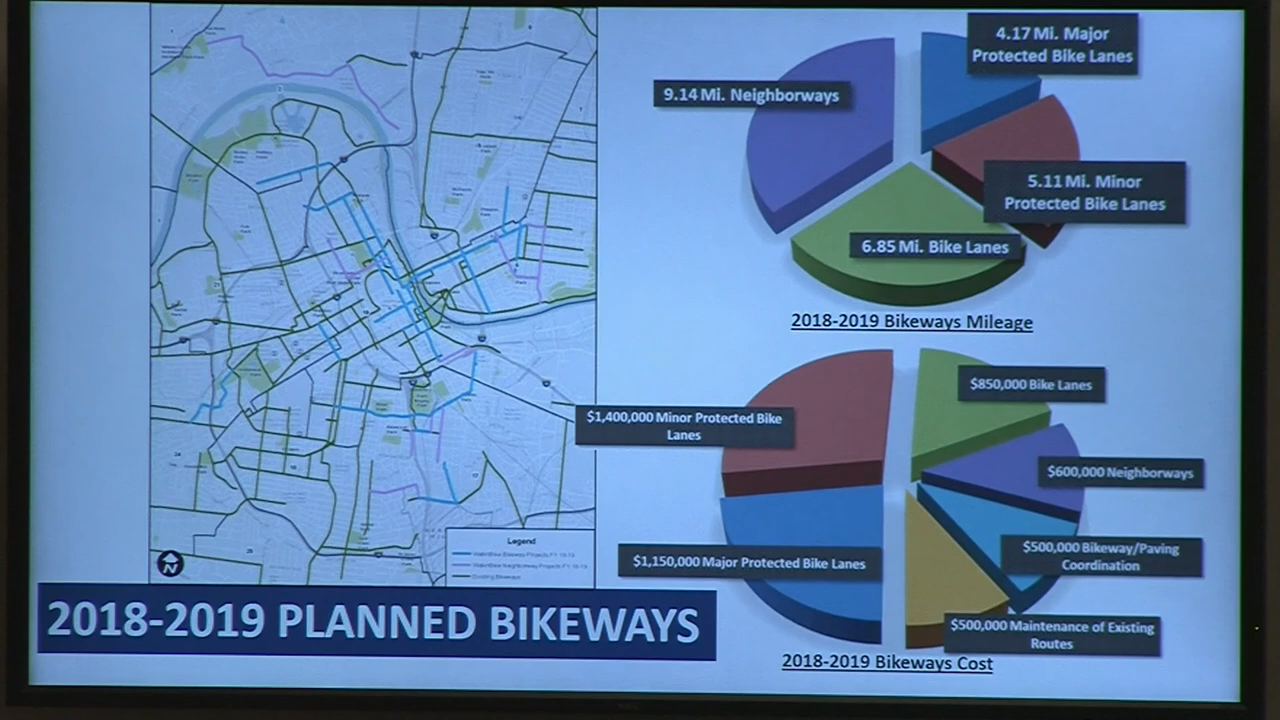 4.17 Mi. Major
Protected Bike Lanes
9.14 Mi. Neighborways
5.11 Mi. Minor
Protected Bike Lanes
6.85 Mi. Bike Lanes
2018-2019 Bikeways Mileage
$850,000 Bike Lanes
$1,400,000 Minor Protected Bike
Lanes
$600,000 Neighborways
$500,000 Bikeway/Paving
Coordination
$1,150,000 Major Protected Bike Lanes
$500,000 Maintenance of Existing
Routes
2018-2019 Bikeways Cost
Legend
Existing Bikeways
N
2018-2019 PLANNED BIKEWAYS